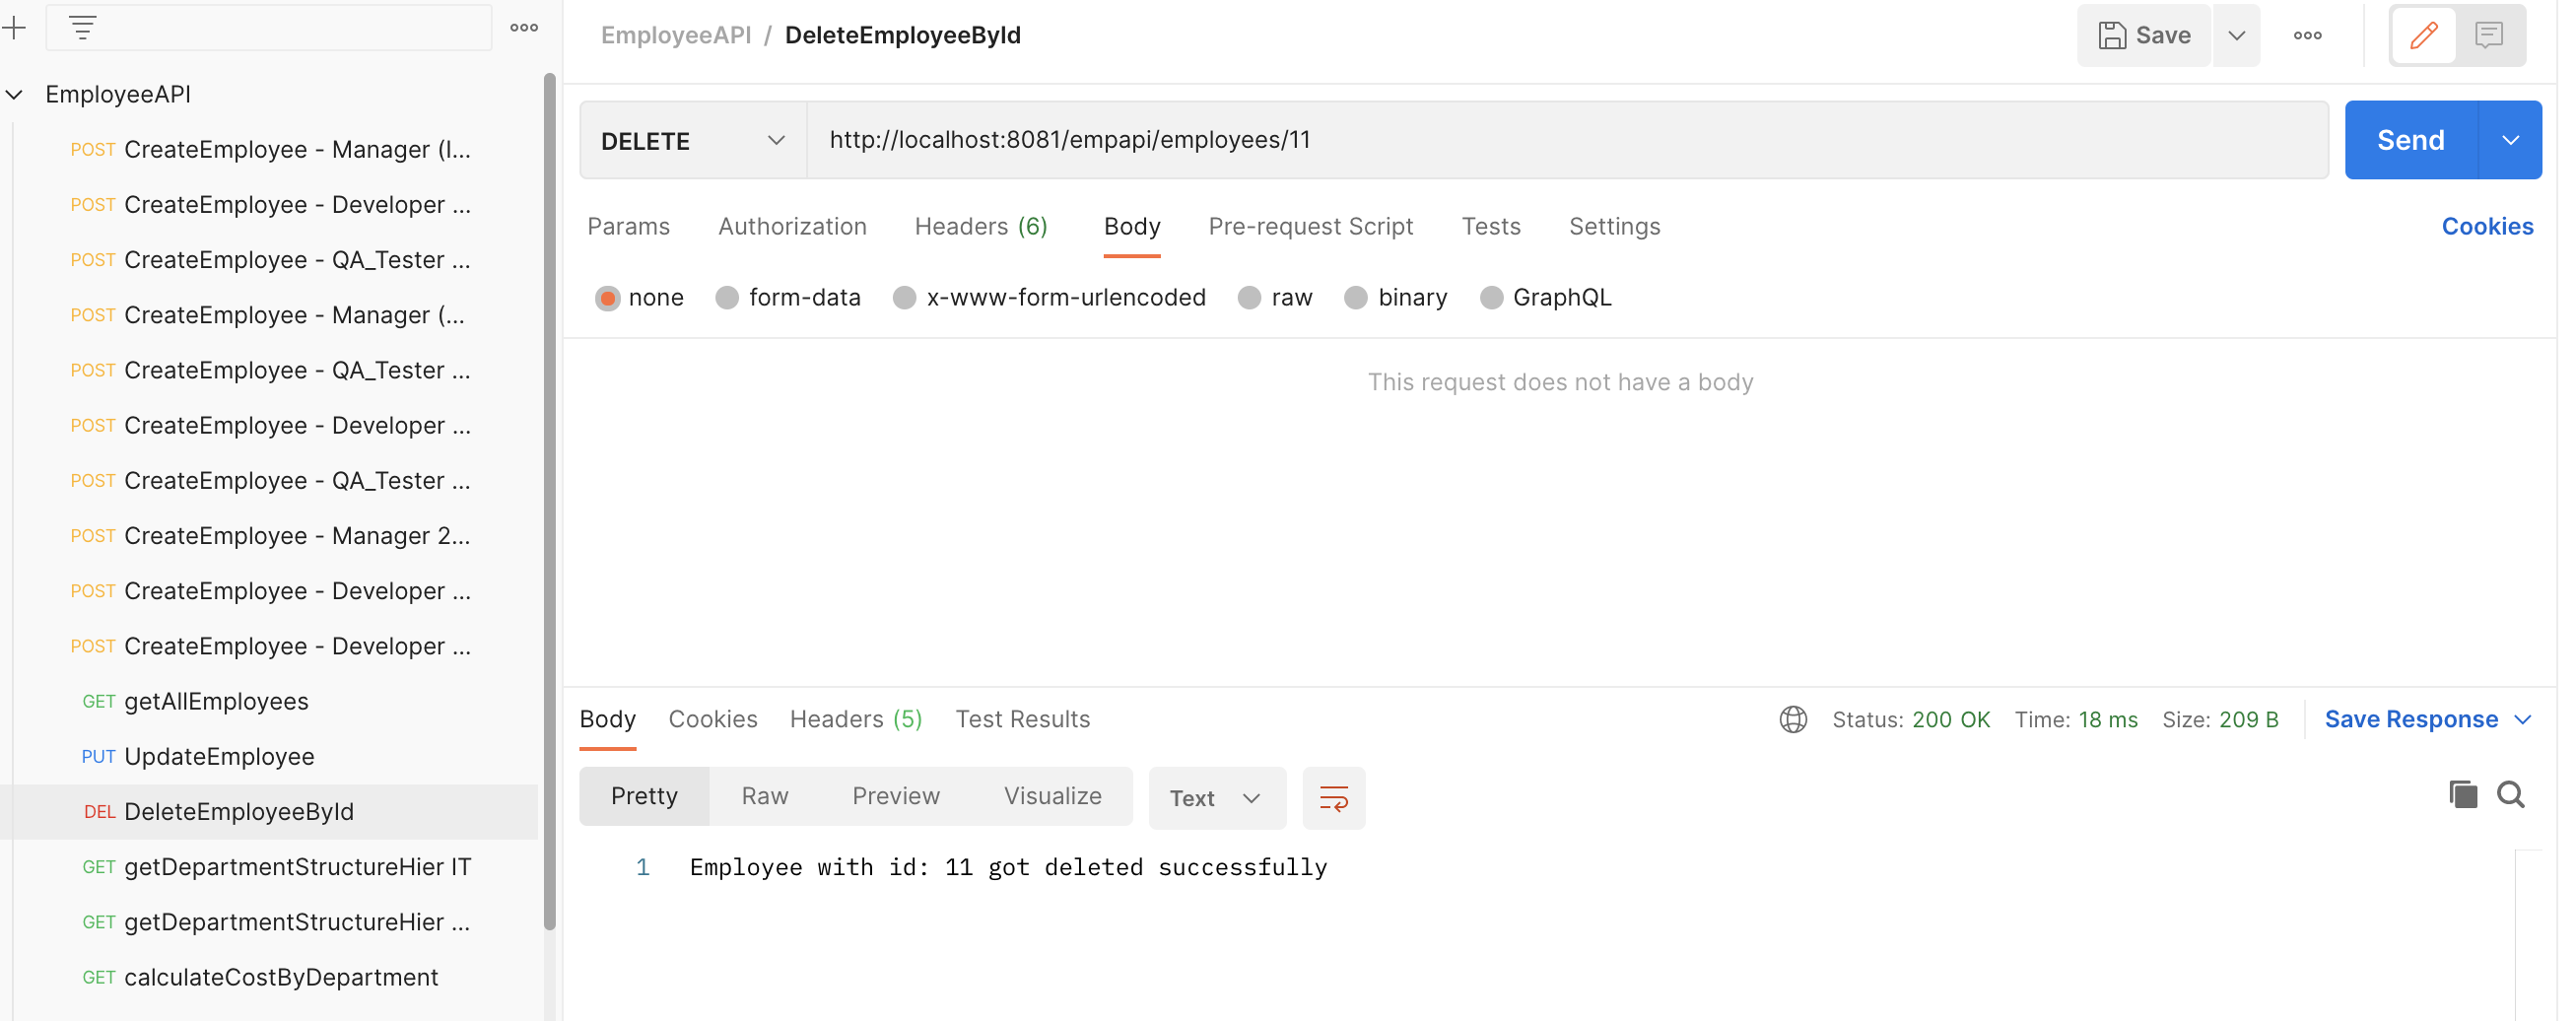 EmployeeAPI
POST CreateEmployee - Manager (I...
POST CreateEmployee - Developer ...
POST CreateEmployee - QA_Tester ...
POST CreateEmployee - Manager (...
POST CreateEmployee - QA_Tester ...
POST CreateEmployee - Developer ...
POST CreateEmployee - QA_Tester ...
POST CreateEmployee - Manager 2...
POST CreateEmployee - Developer ...
POST CreateEmployee - Developer ...
GET getAllEmployees
PUT UpdateEmployee
DEL DeleteEmployeeById
GET getDepartmentStructureHier IT
GET getDepartmentStructureHier ...
GET calculateCostByDepartment
EmployeeAPI / DeleteEmployeeById
Save
DELETE http://localhost:8081/empapi/employees/11 Send
Params Authorization Headers (6) Body Pre-request Script Tests Settings Cookies
none form-data x-www-form-urlencoded raw binary GraphQL
This request does not have a body
Body Cookies Headers (5) Test Results Status: 200 OK Time: 18 ms Size: 209 B Save Response
Pretty Raw Preview Visualize Text
1 Employee with id: 11 got deleted successfully